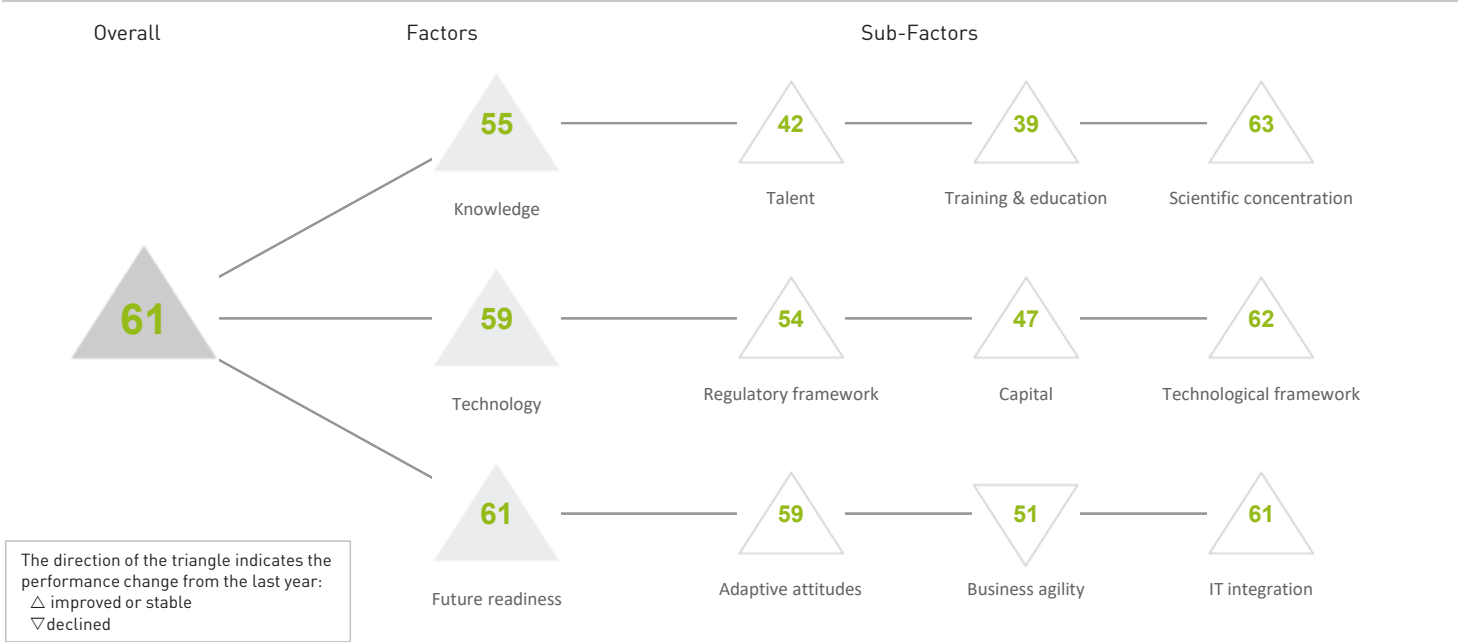 Overall
Factors
Sub-Factors
55
42
39
63
Knowledge
Talent
Training & education
Scientific concentration
61
59
54
47
62
Technology
Regulatory framework
Capital
Technological framework
61
59
51
61
Future readiness
Adaptive attitudes
Business agility
IT integration
The direction of the triangle indicates the
performance change from the last year:
△ improved or stable
▽ declined